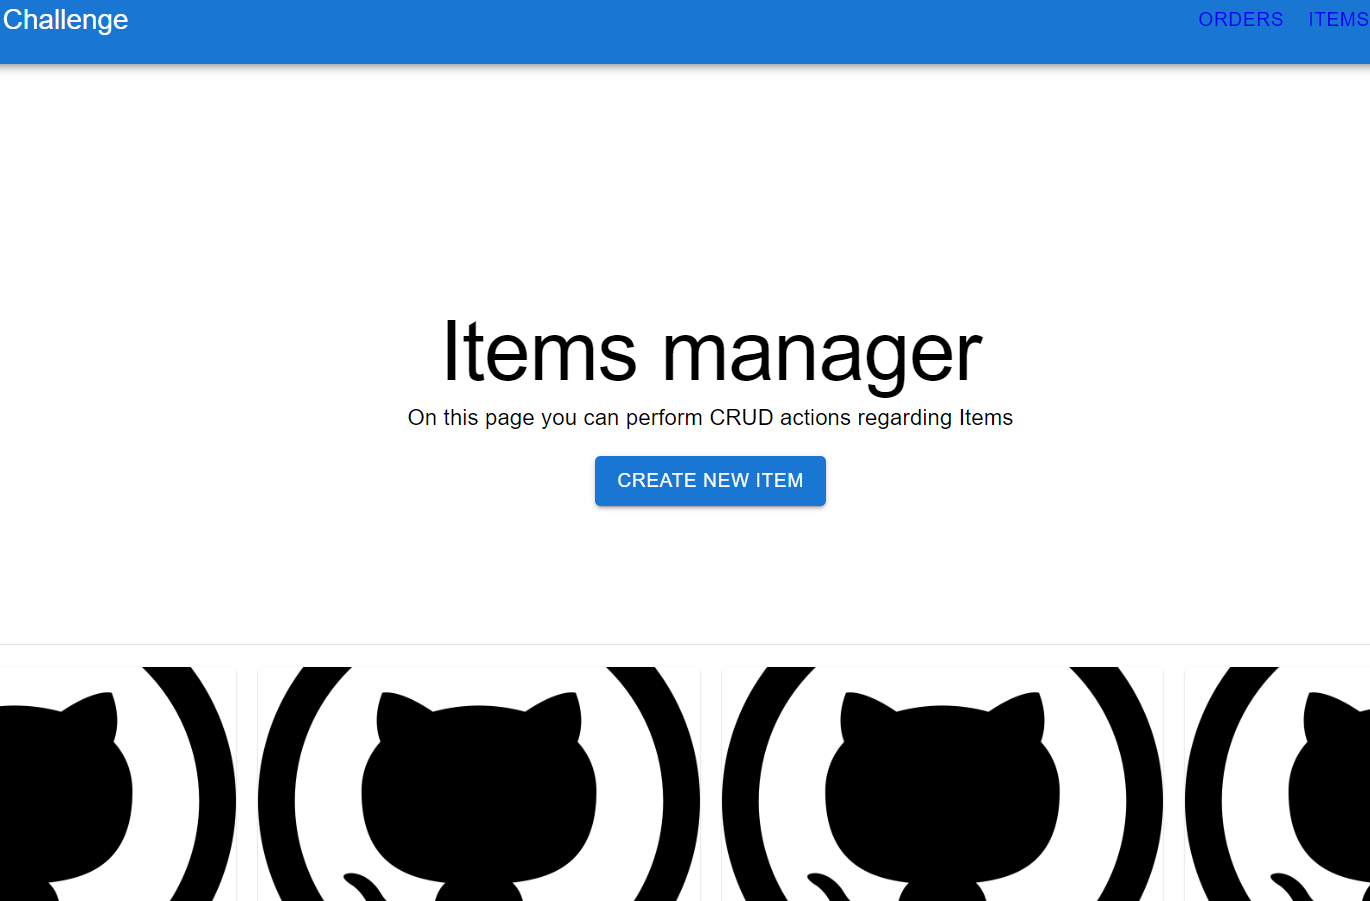 Challenge
ORDERS ITEMS
Items manager
On this page you can perform CRUD actions regarding Items
CREATE NEW ITEM